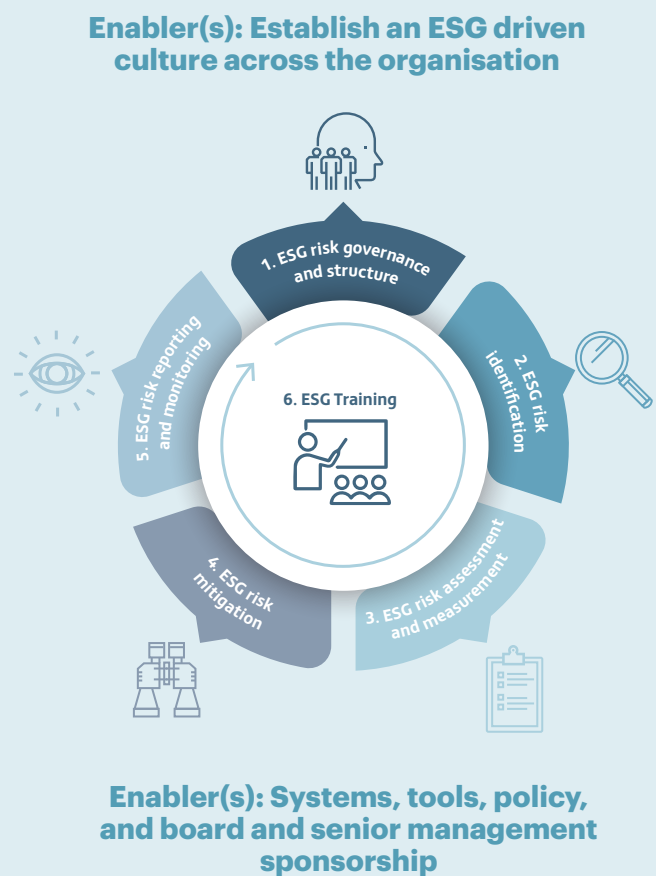 Enabler(s): Establish an ESG driven
culture across the organisation
1. ESG risk governance
and structure
2. ESG risk
identification
3. ESG risk assessment
and measurement
4. ESG risk
mitigation
5. ESG risk reporting
and monitoring
6. ESG Training
Enabler(s): Systems, tools, policy,
and board and senior management
sponsorship